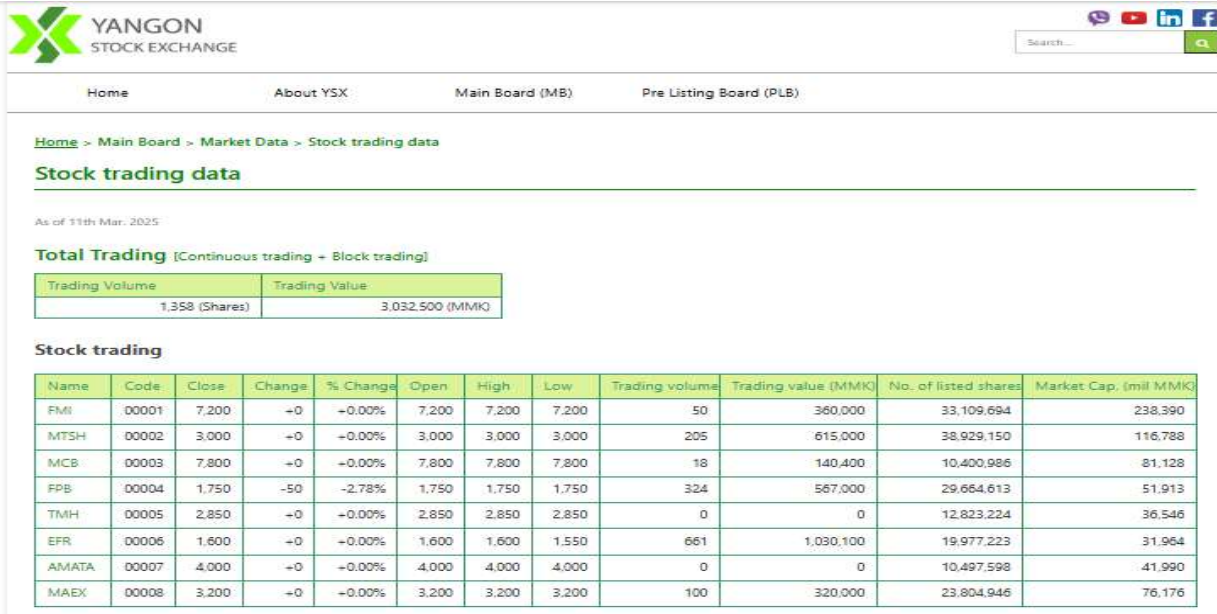 YANGON
STOCK EXCHANGE
Search...
Home About YSX Main Board (MB) Pre Listing Board (PLB)
Home > Main Board > Market Data > Stock trading data
Stock trading data
As of 11th Mar. 2025
Total Trading [Continuous trading + Block trading]
Trading Volume Trading Value
1,358 (Shares) 3,032,500 (MMK)
Stock trading
Name Code Close Change % Change Open High Low Trading volume Trading value (MMK) No. of listed shares Market Cap. (mil MMK)
FMI 00001 7,200 +0 +0.00% 7,200 7,200 7,200 50 360,000 33,109,694 238,390
MTSH 00002 3,000 +0 +0.00% 3,000 3,000 3,000 205 615,000 38,929,150 116,788
MCB 00003 7,800 +0 +0.00% 7,800 7,800 7,800 18 140,400 10,400,986 81,128
FPB 00004 1,750 -50 -2.78% 1,750 1,750 1,750 324 567,000 29,664,613 51,913
TMH 00005 2,850 +0 +0.00% 2,850 2,850 2,850 0 0 12,823,224 36,546
EFR 00006 1,600 +0 +0.00% 1,600 1,600 1,550 661 1,030,100 19,977,223 31,964
AMATA 00007 4,000 +0 +0.00% 4,000 4,000 4,000 0 0 10,497,598 41,990
MAEX 00008 3,200 +0 +0.00% 3,200 3,200 3,200 100 320,000 23,804,946 76,176